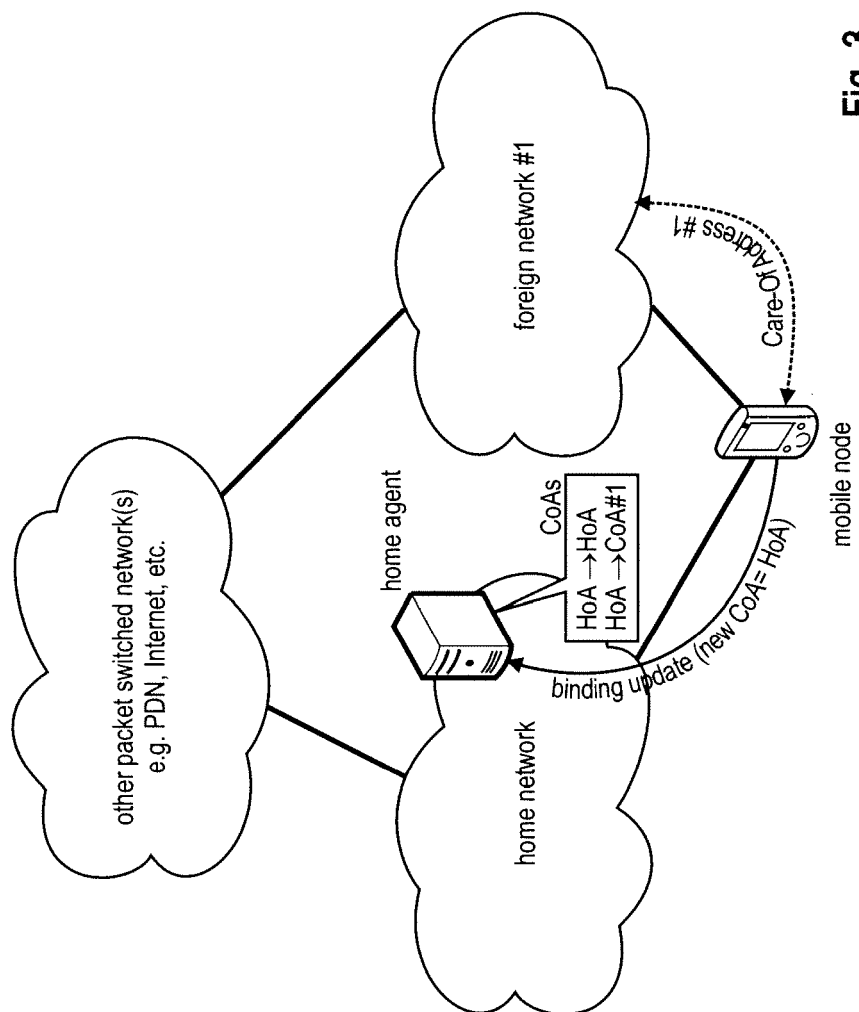 other packet switched network(s)
e.g. PDN, Internet, etc.
home agent
CoAs
HoA →HoA
HoA →CoA#1
home network
foreign network #1
binding update (new CoA= HoA)
Care-Of Address #1
mobile node
Fig. 3